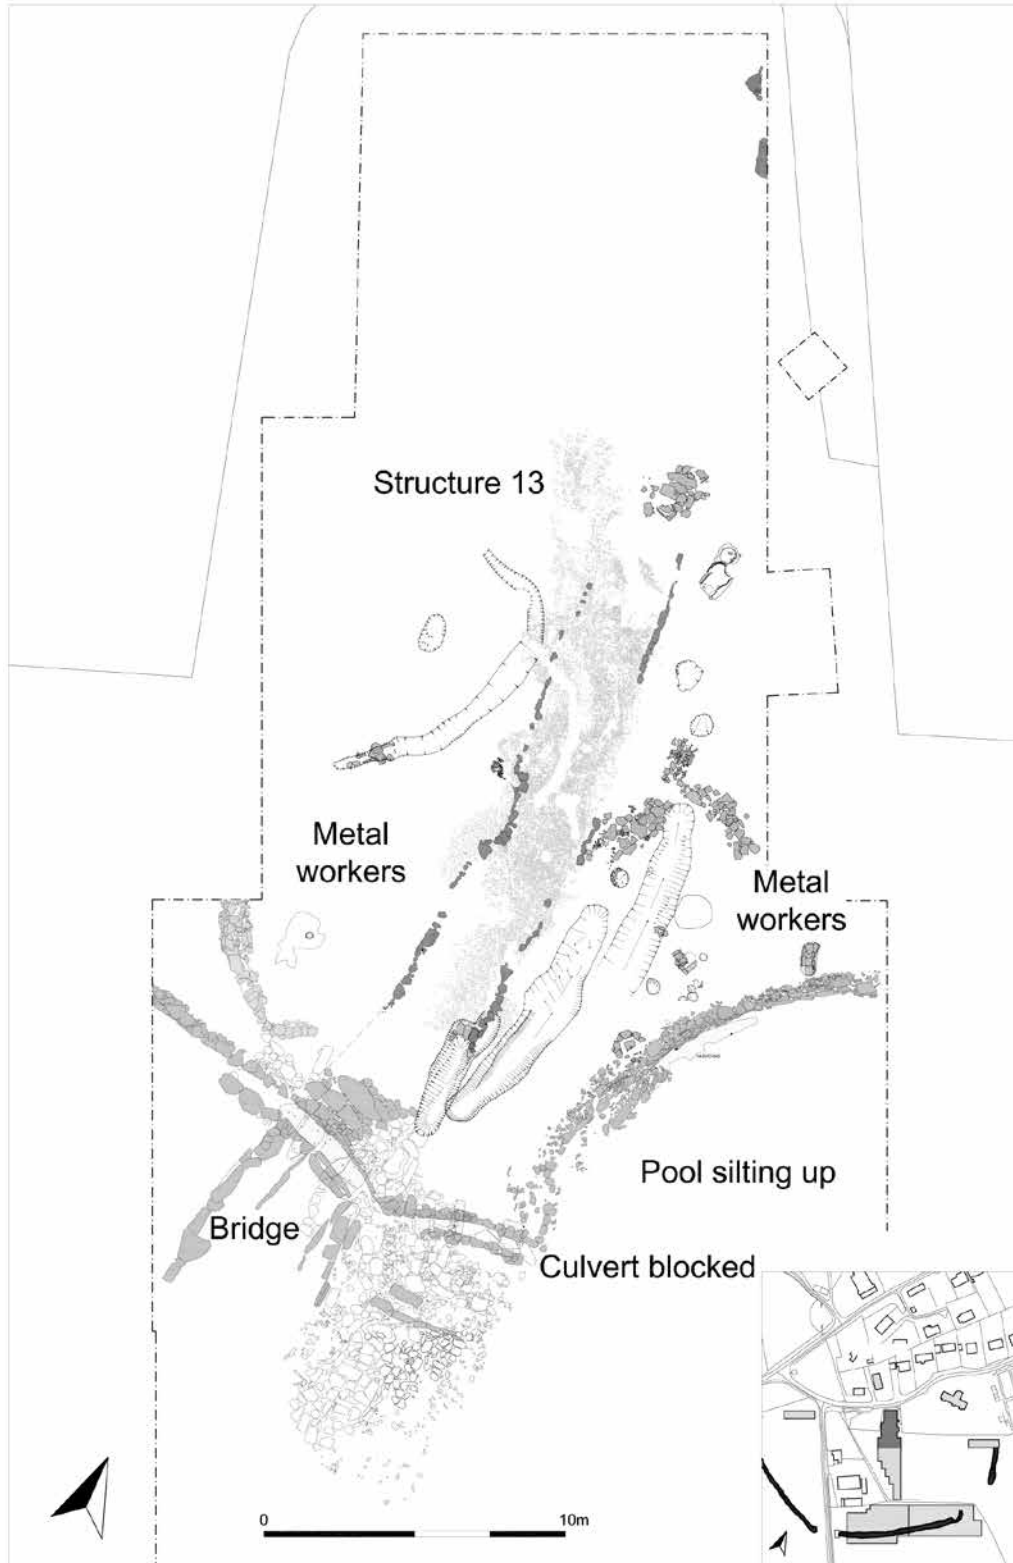 Structure 13
Metal
workers
Metal
workers
Pool silting up
Bridge
Culvert blocked
0
10m